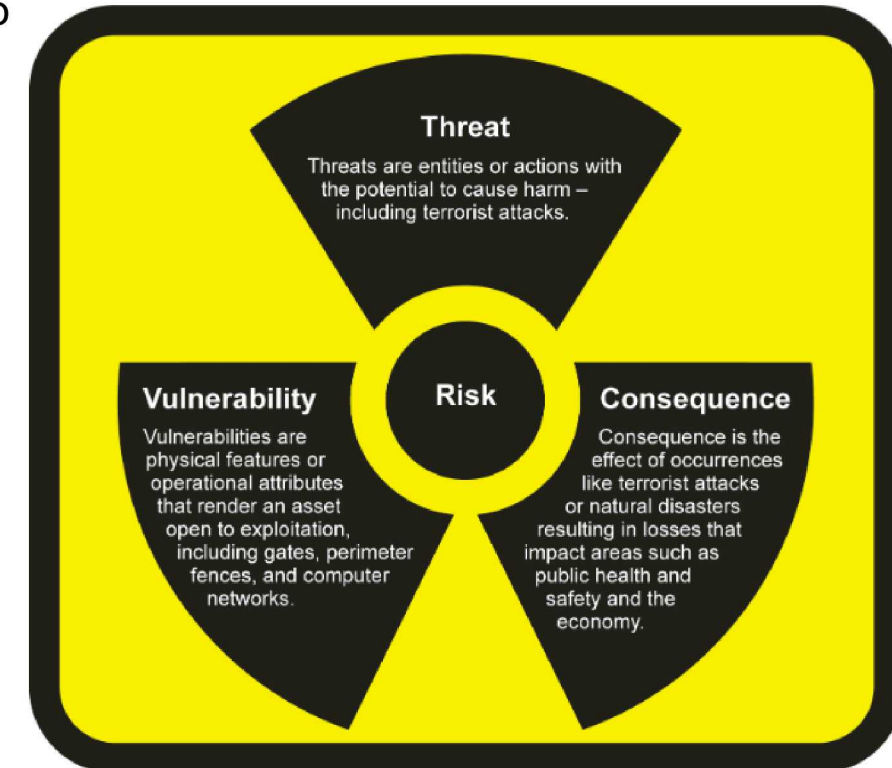 Threat
Threats are entities or actions with
the potential to cause harm –
including terrorist attacks.
Risk
Vulnerability
Vulnerabilities are
physical features or
operational attributes
that render an asset
open to exploitation,
including gates, perimeter
fences, and computer
networks.
Consequence
Consequence is the
effect of occurrences
like terrorist attacks
or natural disasters
resulting in losses that
impact areas such as
public health and
safety and the
economy.